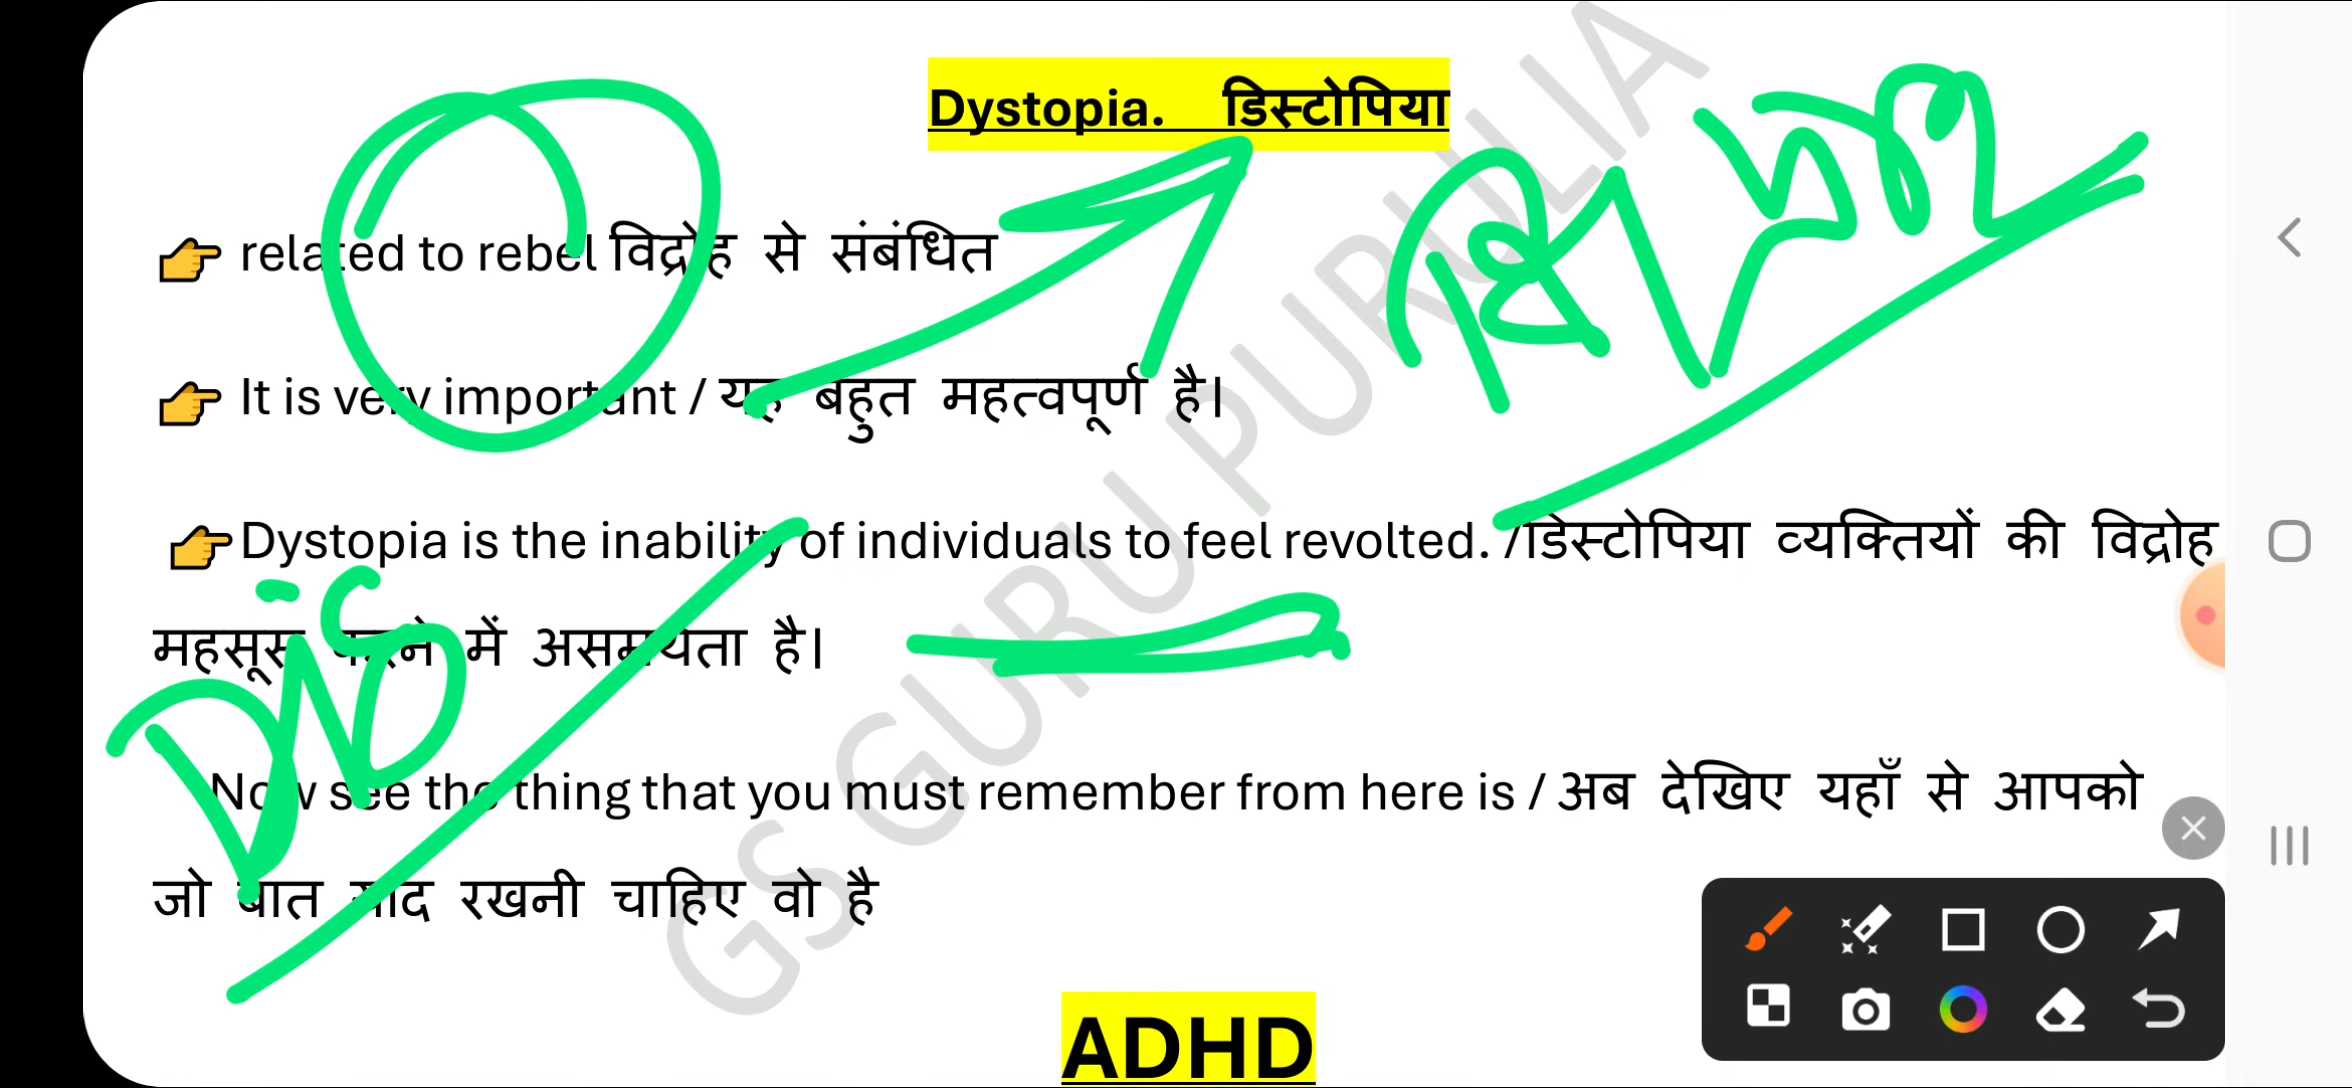 Dystopia. डिस्टोपिया
👉 related to rebel विद्रोह से संबंधित
👉 It is very important / यह बहुत महत्वपूर्ण है।
👉 Dystopia is the inability of individuals to feel revolted. /डिस्टोपिया व्यक्तियों की विद्रोह
महसूस करने में असमर्थता है।
Now see the thing that you must remember from here is / अब देखिए यहाँ से आपको
जो बात याद रखनी चाहिए वो है
ADHD
GS GURU PURULIA